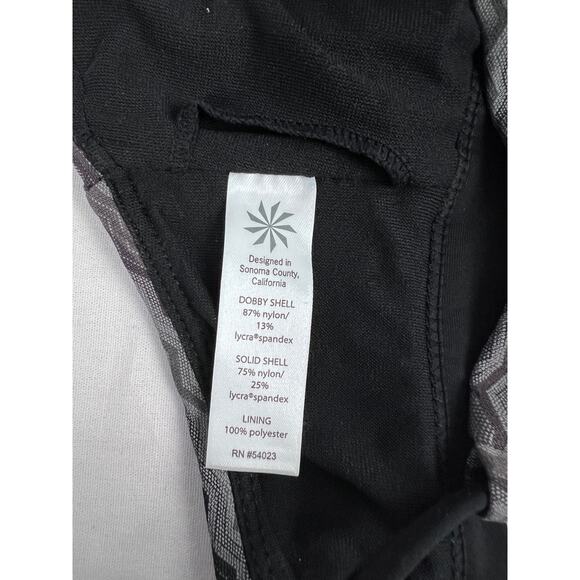 Designed in
Sonoma County,
California
DOBBY SHELL
87% nylon/
13%
lycra®spandex
SOLID SHELL
75% nylon/
25%
lycra®spandex
LINING
100% polyester
RN #54023